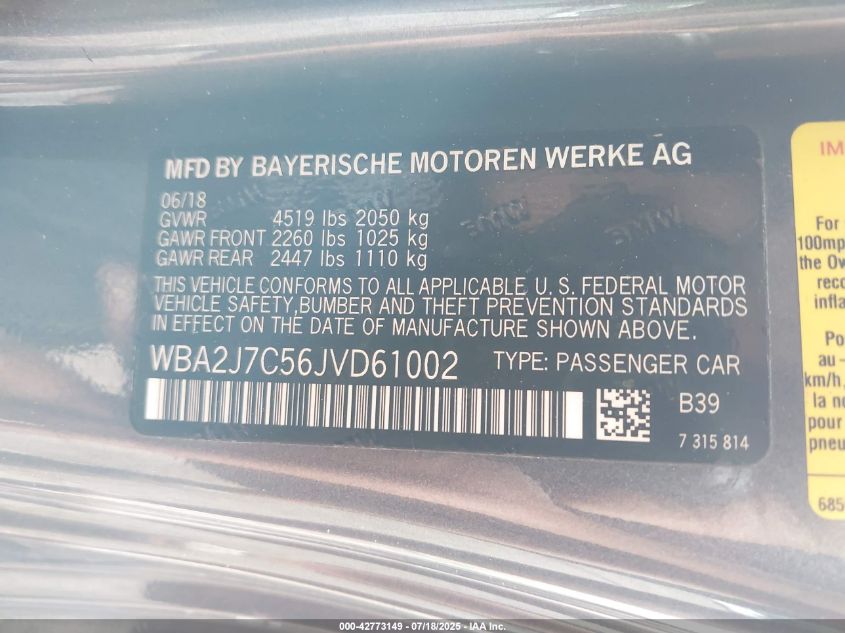 MFD BY BAYERISCHE MOTOREN WERKE AG
06/18
GVWR 4519 lbs 2050 kg
GAWR FRONT 2260 lbs 1025 kg
GAWR REAR 2447 lbs 1110 kg
THIS VEHICLE CONFORMS TO ALL APPLICABLE U. S. FEDERAL MOTOR
VEHICLE SAFETY,BUMBER AND THEFT PREVENTION STANDARDS
IN EFFECT ON THE DATE OF MANUFACTURE SHOWN ABOVE.
WBA2J7C56JVD61002 TYPE: PASSENGER CAR
B39
7 315 814
IM
For
100mp
the Ow
reco
infla
Po
au -
km/h,
la no
pour
pneu
685
000-42773149 - 07/18/2025 - IAA Inc.